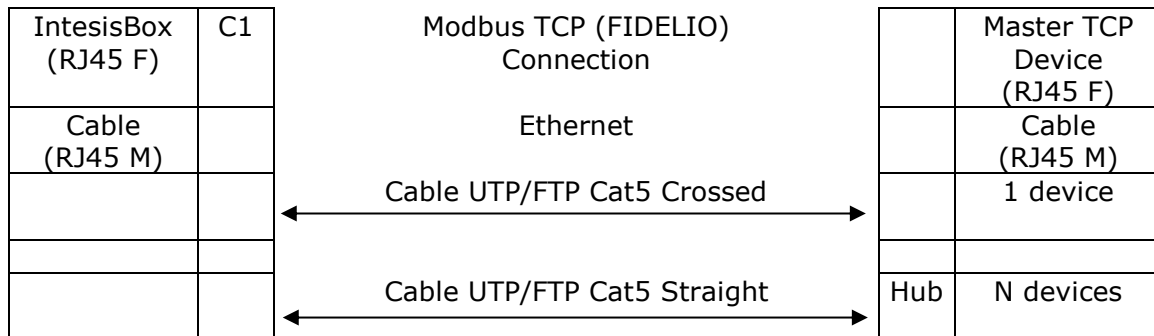 IntesisBox C1 Modbus TCP (FIDELIO) Master TCP
(RJ45 F) Connection Device
(RJ45 F)
Cable Ethernet Cable
(RJ45 M) (RJ45 M)
Cable UTP/FTP Cat5 Crossed 1 device
Cable UTP/FTP Cat5 Straight Hub N devices